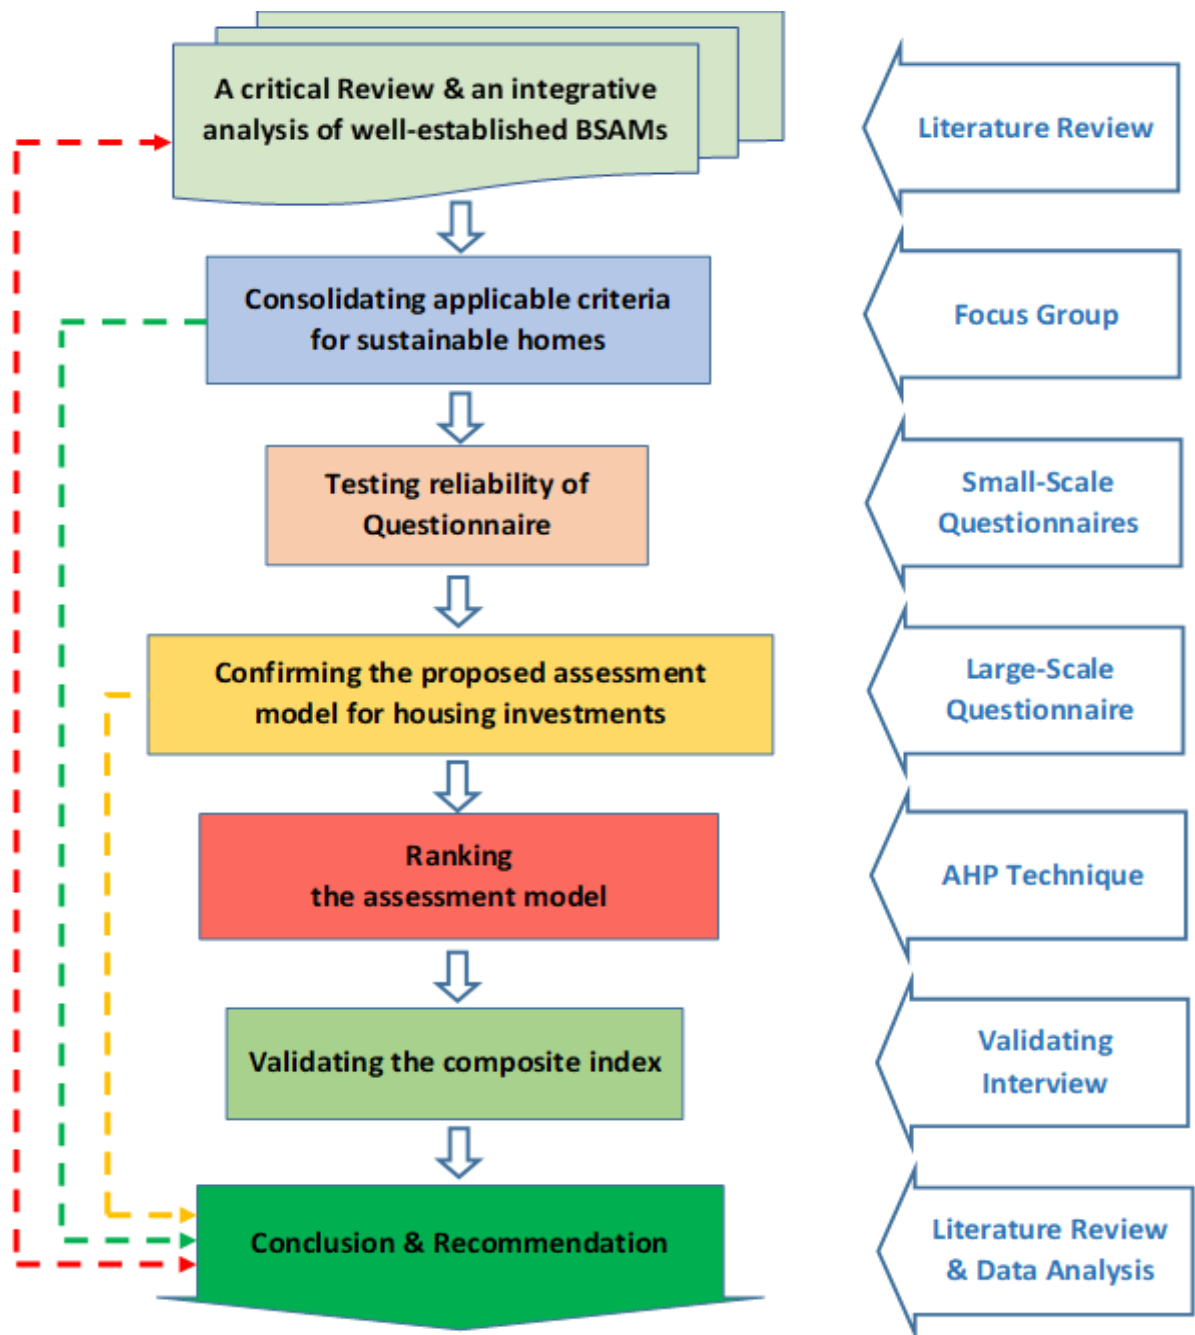 A critical Review & an integrative
analysis of well-established BSAMs
Literature Review
Consolidating applicable criteria
for sustainable homes
Focus Group
Testing reliability of
Questionnaire
Small-Scale
Questionnaires
Confirming the proposed assessment
model for housing investments
Large-Scale
Questionnaire
Ranking
the assessment model
AHP Technique
Validating the composite index
Validating
Interview
Conclusion & Recommendation
Literature Review
& Data Analysis